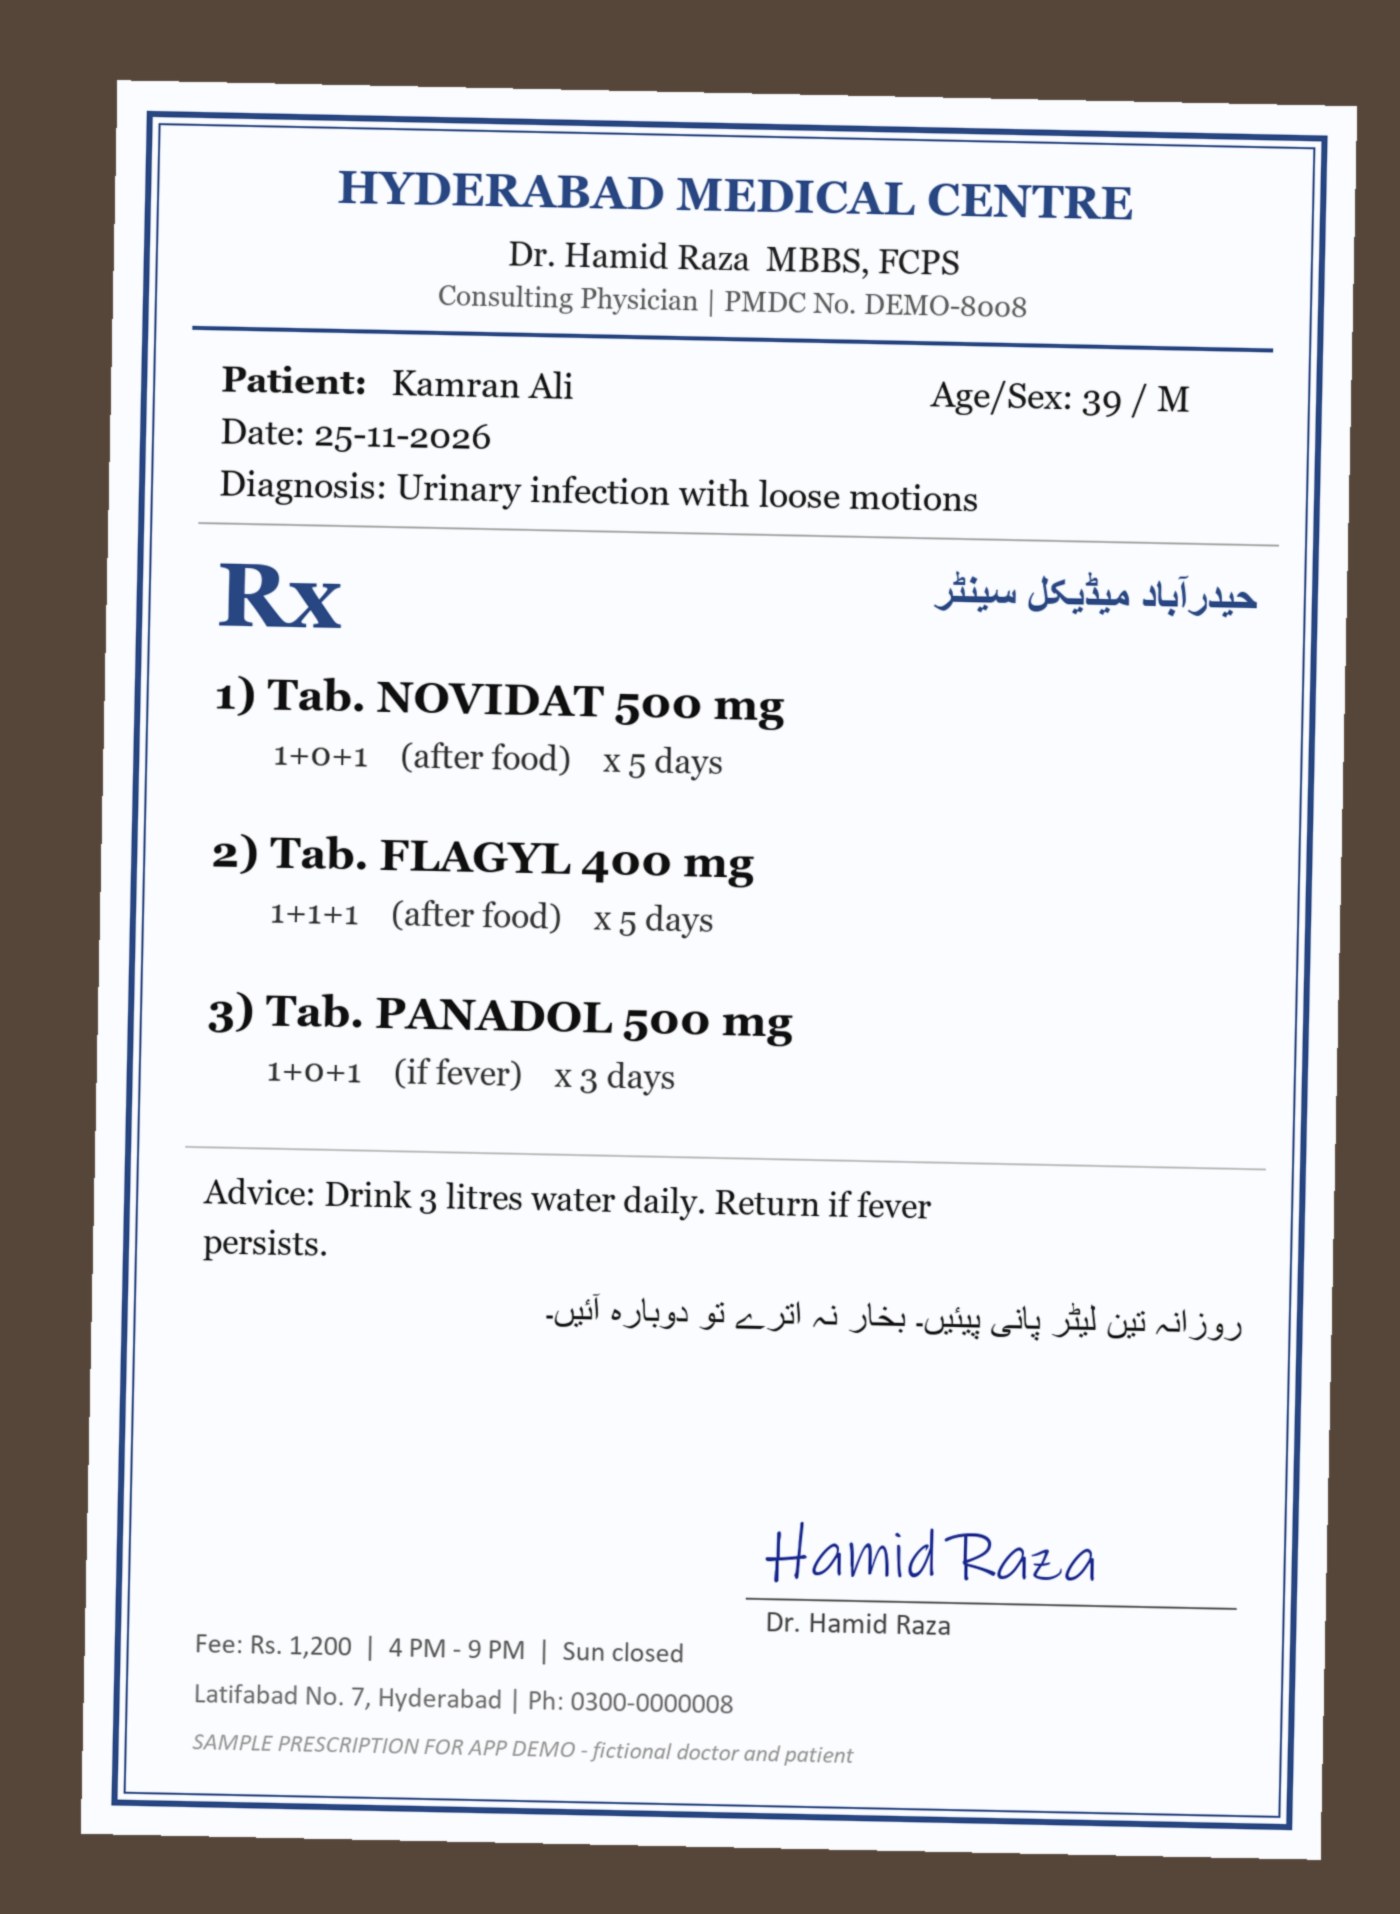 HYDERABAD MEDICAL CENTRE
Dr. Hamid Raza MBBS, FCPS
Consulting Physician | PMDC No. DEMO-8008
Patient: Kamran Ali Age/Sex: 39 / M
Date: 25-11-2026
Diagnosis: Urinary infection with loose motions
Rx حیدرآباد میڈیکل سینٹر
1) Tab. NOVIDAT 500 mg
1+0+1 (after food) x 5 days
2) Tab. FLAGYL 400 mg
1+1+1 (after food) x 5 days
3) Tab. PANADOL 500 mg
1+0+1 (if fever) x 3 days
Advice: Drink 3 litres water daily. Return if fever
persists.
روزانہ تین لیٹر پانی پیئیں۔ بخار نہ اترے تو دوبارہ آئیں۔
Hamid Raza
Dr. Hamid Raza
Fee: Rs. 1,200 | 4 PM - 9 PM | Sun closed
Latifabad No. 7, Hyderabad | Ph: 0300-0000008
SAMPLE PRESCRIPTION FOR APP DEMO - fictional doctor and patient